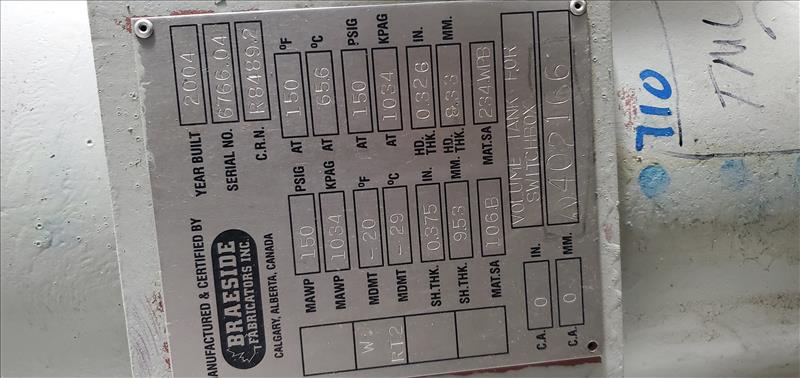 MANUFACTURED & CERTIFIED BY
BRAESIDE
FABRICATORS INC.
CALGARY, ALBERTA, CANADA
YEAR BUILT 2004
SERIAL NO. 6766.04
C.R.N. R8489.2
MAWP 150 PSIG AT 150 °F
MAWP 1034 KPAG AT 65.6 °C
W MDMT -20 °F AT 150 PSIG
RT2 MDMT -29 °C AT 1034 KPAG
SH.THK. 0.375 IN. HD. THK. 0.326 IN.
SH.THK. 9.53 MM. HD. THK. 8.33 MM.
MAT.SA 106B MAT.SA 234WPB
C.A. 0 IN.
C.A. 0 MM.
VOLUME TANK FOR
SWITCHBOX
A402166
710